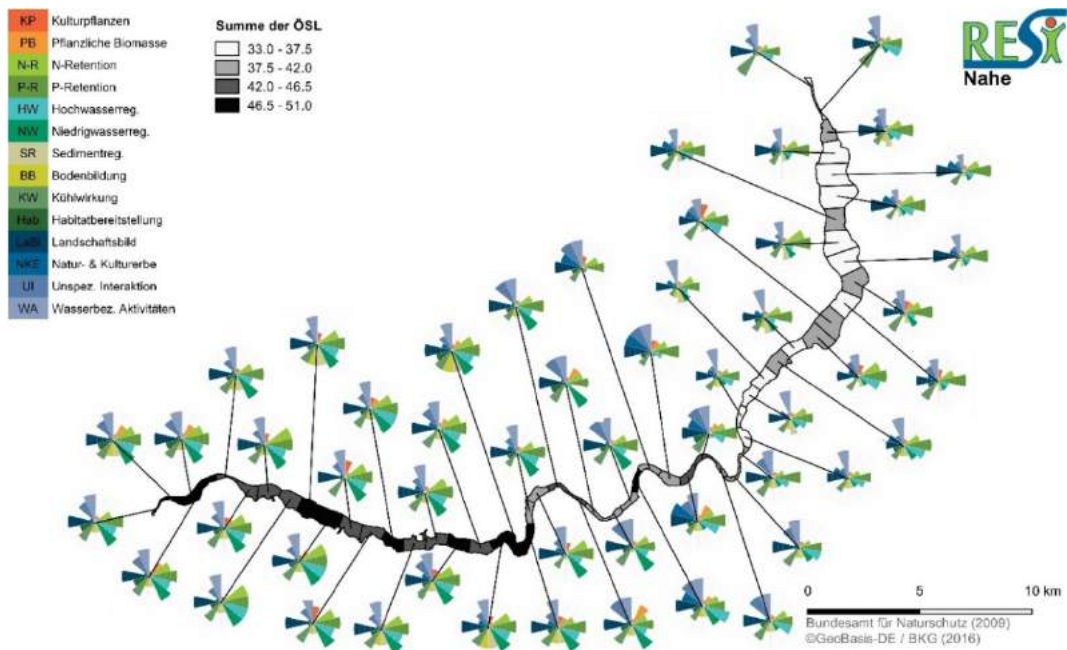 KP Kulturpflanzen
PB Pflanzliche Biomasse
N-R N-Retention
P-R P-Retention
HW Hochwasserreg.
NW Niedrigwasserreg.
SR Sedimentreg.
BB Bodenbildung
KW Kühlwirkung
Hab Habitatbereitstellung
LaBi Landschaftsbild
NKE Natur- & Kulturerbe
UI Unspez. Interaktion
WA Wasserbez. Aktivitäten
Summe der ÖSL
33.0 - 37.5
37.5 - 42.0
42.0 - 46.5
46.5 - 51.0
RESI
Nahe
0 5 10 km
Bundesamt für Naturschutz (2009)
©GeoBasis-DE / BKG (2016)